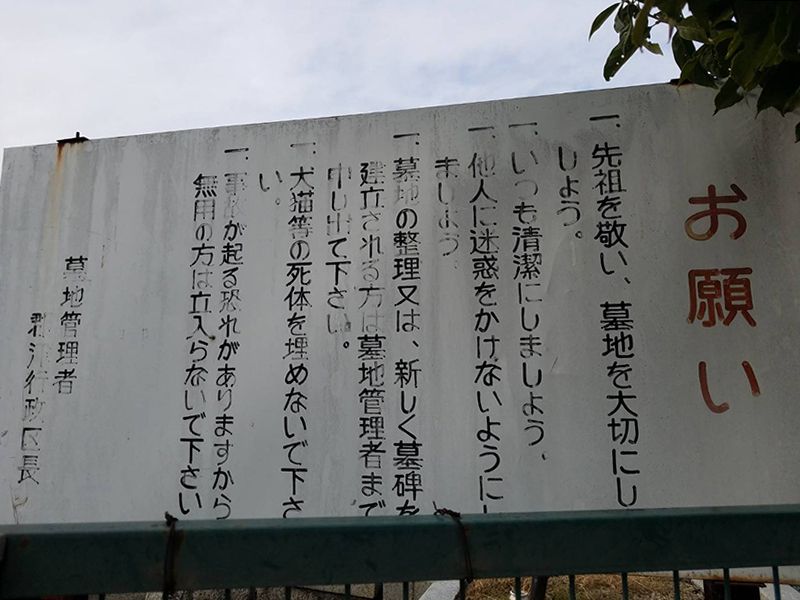 お願い
一、先祖を敬い、墓地を大切にし
しょう。
一、いつも清潔にしましょう、
一、他人に迷惑をかけないようにし
ましょう。
一、墓地の整理又は、新しく墓碑を
建立される方は墓地管理者まで
申し出て下さい。
一、犬猫等の死体を埋めないで下さ
い。
一、事故が起る恐れがありますから
無用の方は立入らないで下さい
墓地管理者
郡津行政区長